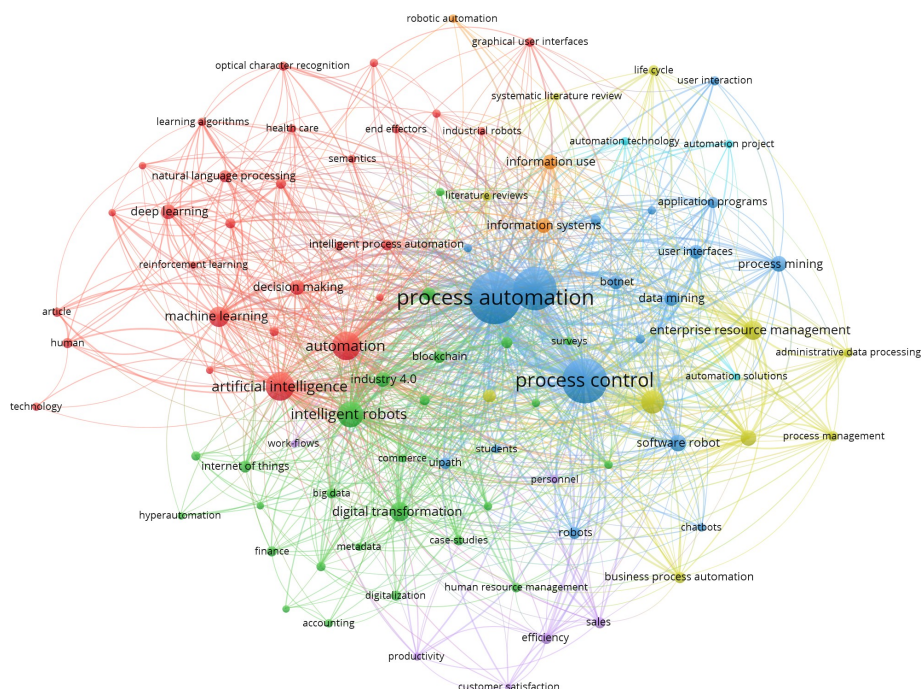 robotic automation
graphical user interfaces
optical character recognition
life cycle
user interaction
systematic literature review
learning algorithms
health care
end effectors
industrial robots
automation technology
automation project
semantics
information use
natural language processing
literature reviews
application programs
deep learning
information systems
intelligent process automation
user interfaces
reinforcement learning
process mining
decision making
botnet
process automation
data mining
article
machine learning
enterprise resource management
human
automation
surveys
blockchain
administrative data processing
industry 4.0
process control
automation solutions
artificial intelligence
technology
intelligent robots
work-flows
software robot
process management
students
commerce
uipath
internet of things
personnel
big data
digital transformation
hyperautomation
chatbots
robots
case-studies
metadata
finance
business process automation
human resource management
digitalization
accounting
sales
efficiency
productivity
customer satisfaction